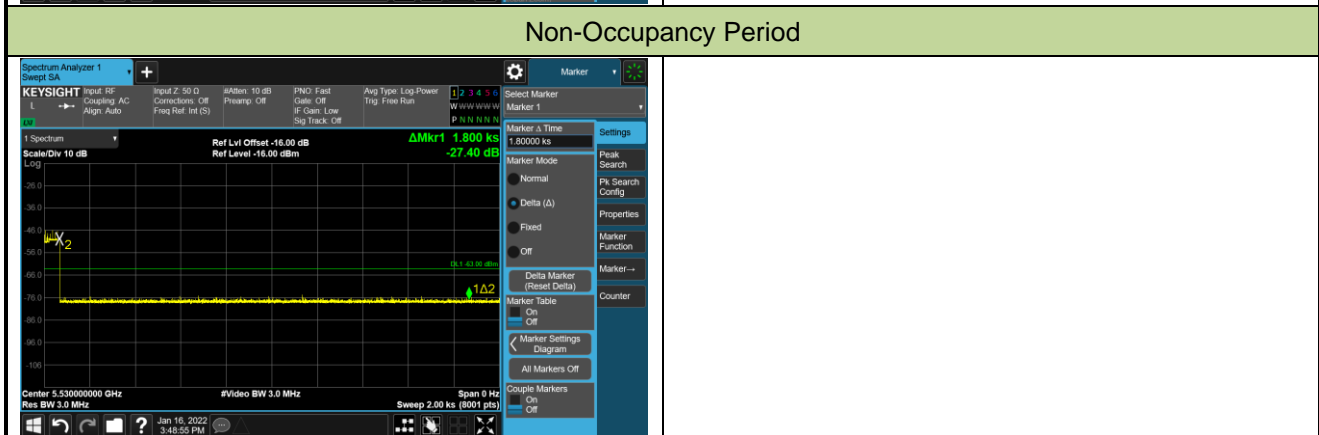 Non-Occupancy Period
Spectrum Analyzer 1
Swept SA
Marker
KEYSIGHT
Input: RF
Coupling: AC
Align: Auto
Input Z: 50 Ω
Corrections: Off
Freq Ref: Int (S)
#Atten: 10 dB
Preamp: Off
PNO: Fast
Gate: Off
IF Gain: Low
Sig Track: Off
Avg Type: Log-Power
Trig: Free Run
1 2 3 4 5 6
W W W W W W
P N N N N N
L
Select Marker
Marker 1
1 Spectrum
Scale/Div 10 dB
Log
Ref Lvl Offset -16.00 dB
Ref Level -16.00 dBm
ΔMkr1 1.800 ks
-27.40 dB
-26.0
-36.0
-46.0
-56.0
-66.0
-76.0
-86.0
-96.0
-106
2
DL1 -63.00 dBm
1Δ2
Center 5.530000000 GHz
Res BW 3.0 MHz
#Video BW 3.0 MHz
Span 0 Hz
Sweep 2.00 ks (8001 pts)
Marker Δ Time
1.80000 ks
Marker Mode
Normal
Delta (Δ)
Fixed
Off
Delta Marker
(Reset Delta)
Marker Table
On
Off
Marker Settings
Diagram
All Markers Off
Couple Markers
On
Off
Settings
Peak
Search
Pk Search
Config
Properties
Marker
Function
Marker→
Counter
?
Jan 16, 2022
3:48:55 PM